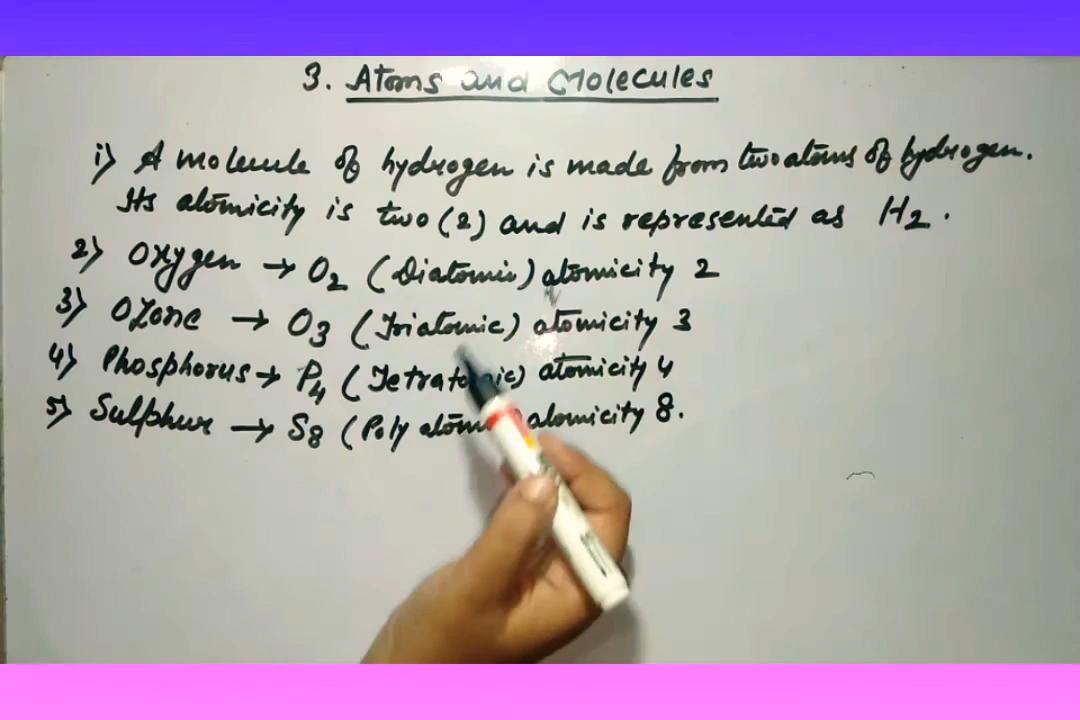 3. Atoms and Molecules
i) A molecule of hydrogen is made from two atoms of hydrogen.
Its atomicity is two (2) and is represented as H2.
2) Oxygen → O2 (Diatomic) atomicity 2
3) Ozone → O3 (Triatomic) atomicity 3
4) Phosphorus → P4 (Tetratomic) atomicity 4
5) Sulphur → S8 (Poly atomic) atomicity 8.